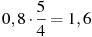 0,8 · 5/4 = 1,6